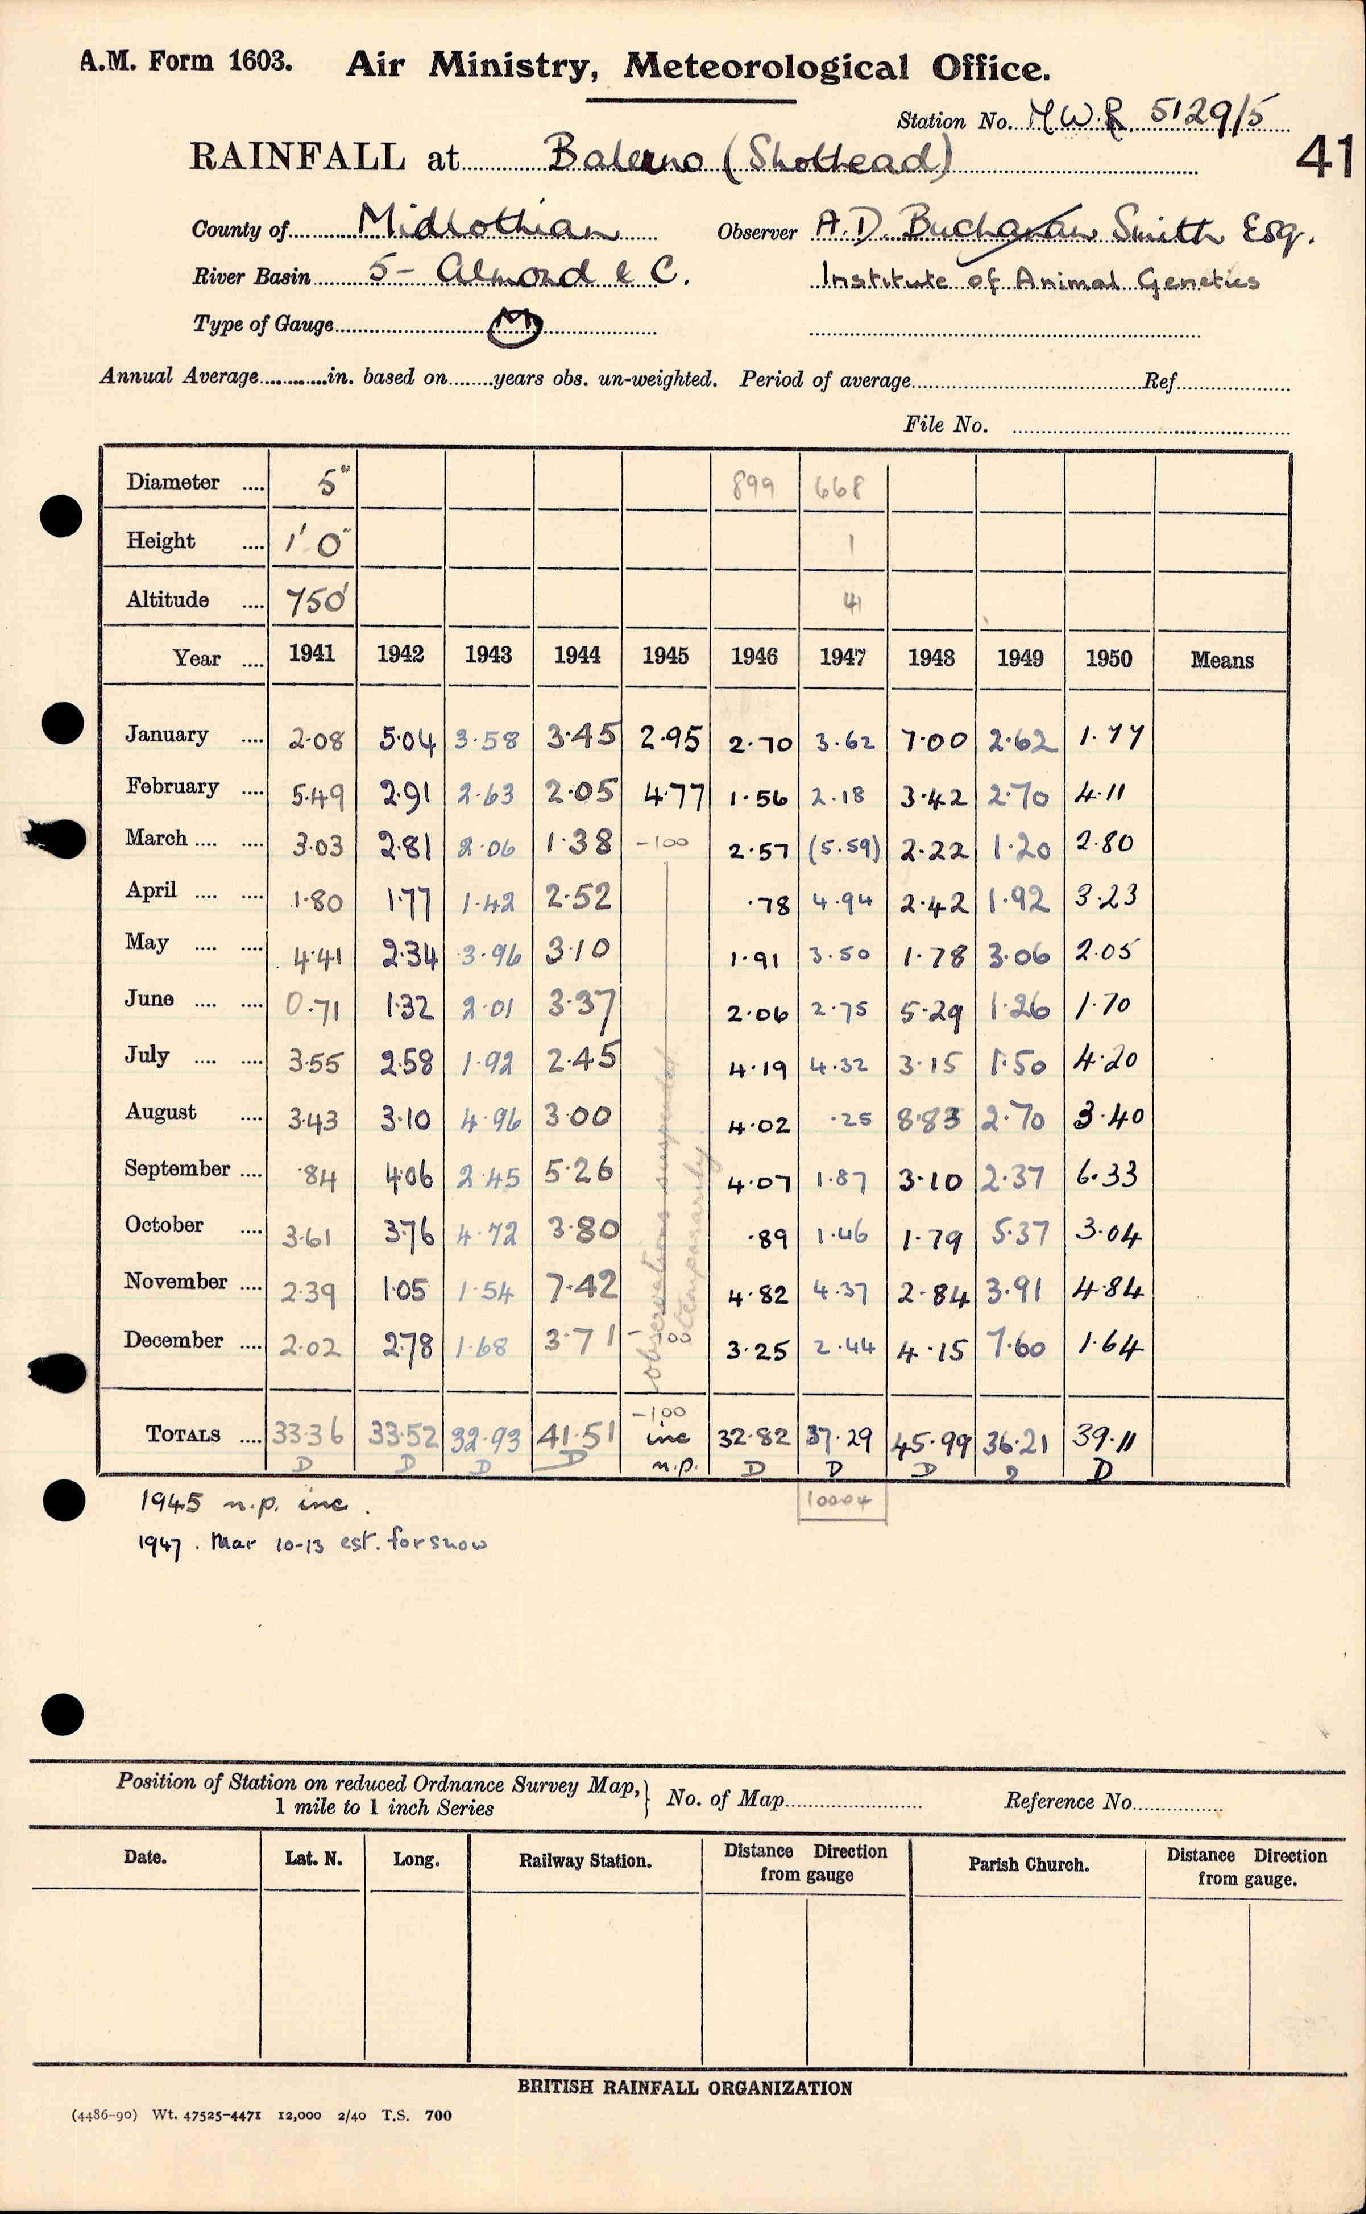 A.M. Form 1603. Air Ministry, Meteorological Office.
Station No. M.W.R. 5129/5
RAINFALL at Balerno (Shothead) 41
County of Midlothian Observer A.D. Buchanan Smith Esq.
River Basin 5 - Almond & C. Institute of Animal Genetics
Type of Gauge M
Annual Average............in. based on........years obs. un-weighted. Period of average Ref
File No.
Diameter .... 5" 899 668
Height .... 1' 0" 1
Altitude .... 750' 41
Year .... 1941 1942 1943 1944 1945 1946 1947 1948 1949 1950 Means
January .... 2.08 5.04 3.58 3.45 2.95 2.70 3.62 7.00 2.62 1.77
February .... 5.49 2.91 2.63 2.05 4.77 1.56 2.18 3.42 2.70 4.11
March .... .... 3.03 2.81 2.06 1.38 -100 2.57 (5.59) 2.22 1.20 2.80
April .... .... 1.80 1.77 1.42 2.52 .78 4.94 2.42 1.92 3.23
May .... .... 4.41 2.34 3.96 3.10 1.91 3.50 1.78 3.06 2.05
June .... .... 0.71 1.32 2.01 3.37 2.06 2.75 5.29 1.26 1.70
July .... .... 3.55 2.58 1.92 2.45 4.19 4.32 3.15 1.50 4.20
August .... 3.43 3.10 4.96 3.00 4.02 .25 8.83 2.70 3.40
September .... .84 4.06 2.45 5.26 4.07 1.87 3.10 2.37 6.33
October .... 3.61 3.76 4.72 3.80 .89 1.46 1.79 5.37 3.04
November .... 2.39 1.05 1.54 7.42 4.82 4.37 2.84 3.91 4.84
December .... 2.02 2.78 1.68 3.71 3.25 2.44 4.15 7.60 1.64
observations suspended
temporarily.
-100
TOTALS .... 33.36 33.52 32.93 41.51 inc 32.82 37.29 45.99 36.21 39.11
D D D D n.p. D D D D D
1945 n.p. inc. 10004
1947. Mar 10-13 est. for snow
Position of Station on reduced Ordnance Survey Map, No. of Map Reference No
1 mile to 1 inch Series
Date. Lat. N. Long. Railway Station. Distance from gauge Direction Parish Church. Distance Direction from gauge.
BRITISH RAINFALL ORGANIZATION
(4486-90) Wt. 47525-4471 12,000 2/40 T.S. 700